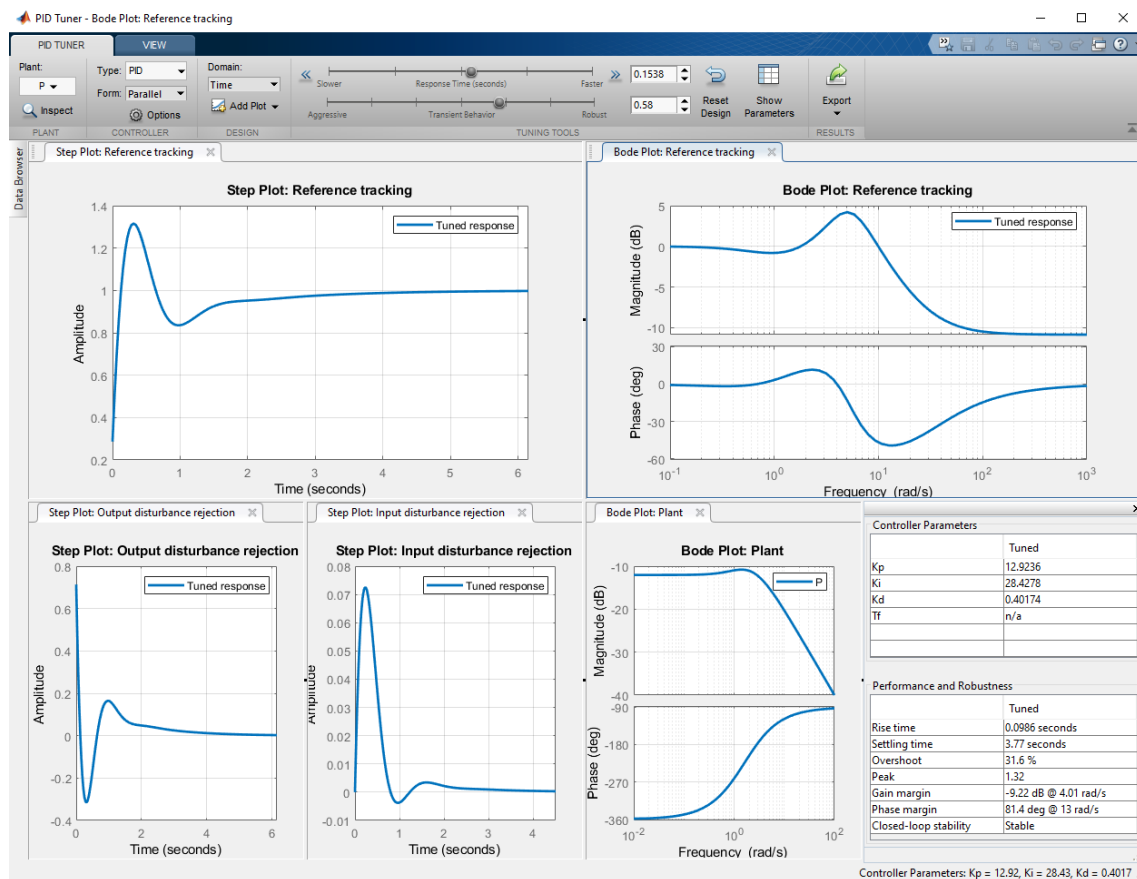 PID Tuner - Bode Plot: Reference tracking
PID TUNER
VIEW
Plant:
P
Inspect
PLANT
Type: PID
Form: Parallel
Options
CONTROLLER
Domain:
Time
Add Plot
DESIGN
Slower Response Time (seconds) Faster
0.1538
Aggressive Transient Behavior Robust
0.58
TUNING TOOLS
Reset Design
Show Parameters
Export
RESULTS
Data Browser
Step Plot: Reference tracking
Step Plot: Reference tracking
Tuned response
Amplitude
1.4
1.2
1
0.8
0.6
0.4
0.2
0 1 2 3 4 5 6
Time (seconds)
Bode Plot: Reference tracking
Bode Plot: Reference tracking
Tuned response
Magnitude (dB)
5
0
-5
-10
Phase (deg)
30
0
-30
-60
10⁻¹ 10⁰ 10¹ 10² 10³
Frequency (rad/s)
Step Plot: Output disturbance rejection
Step Plot: Output disturbance rejection
Tuned response
Amplitude
0.8
0.6
0.4
0.2
0
-0.2
-0.4
0 2 4 6
Time (seconds)
Step Plot: Input disturbance rejection
Step Plot: Input disturbance rejection
Tuned response
Amplitude
0.08
0.07
0.06
0.05
0.04
0.03
0.02
0.01
0
-0.01
0 1 2 3 4
Time (seconds)
Bode Plot: Plant
Bode Plot: Plant
P
Magnitude (dB)
-10
-20
-30
-40
Phase (deg)
-90
-180
-270
-360
10⁻² 10⁰ 10²
Frequency (rad/s)
Controller Parameters
Tuned
Kp 12.9236
Ki 28.4278
Kd 0.40174
Tf n/a
Performance and Robustness
Tuned
Rise time 0.0986 seconds
Settling time 3.77 seconds
Overshoot 31.6 %
Peak 1.32
Gain margin -9.22 dB @ 4.01 rad/s
Phase margin 81.4 deg @ 13 rad/s
Closed-loop stability Stable
Controller Parameters: Kp = 12.92, Ki = 28.43, Kd = 0.4017